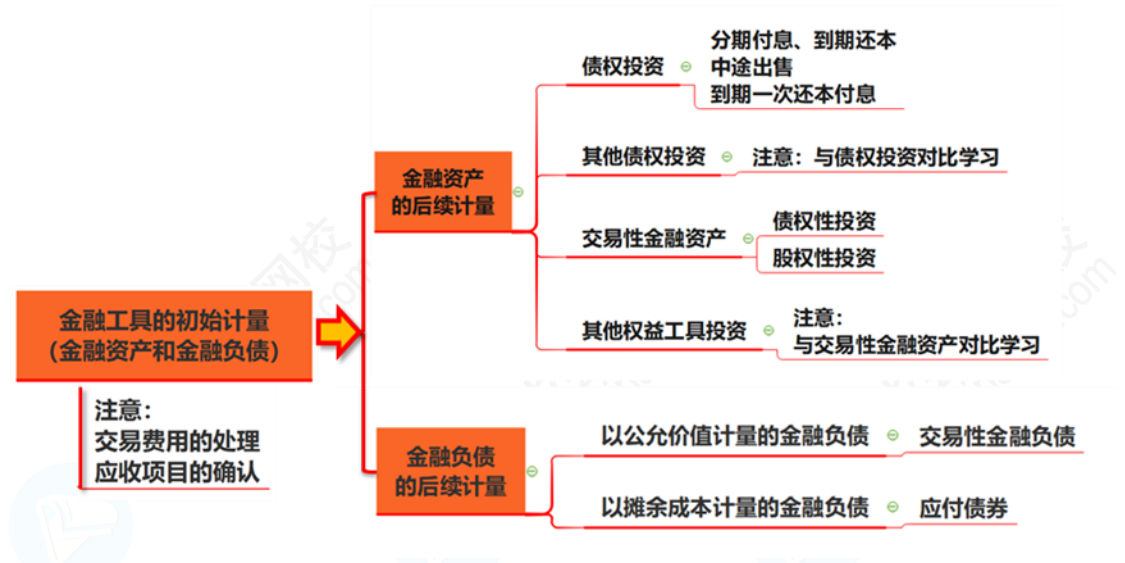 金融工具的初始计量
（金融资产和金融负债）
注意：
交易费用的处理
应收项目的确认
金融资产
的后续计量
债权投资
分期付息、到期还本
中途出售
到期一次还本付息
其他债权投资
注意：与债权投资对比学习
交易性金融资产
债权性投资
股权性投资
其他权益工具投资
注意：
与交易性金融资产对比学习
金融负债
的后续计量
以公允价值计量的金融负债
交易性金融负债
以摊余成本计量的金融负债
应付债券
网校
.com